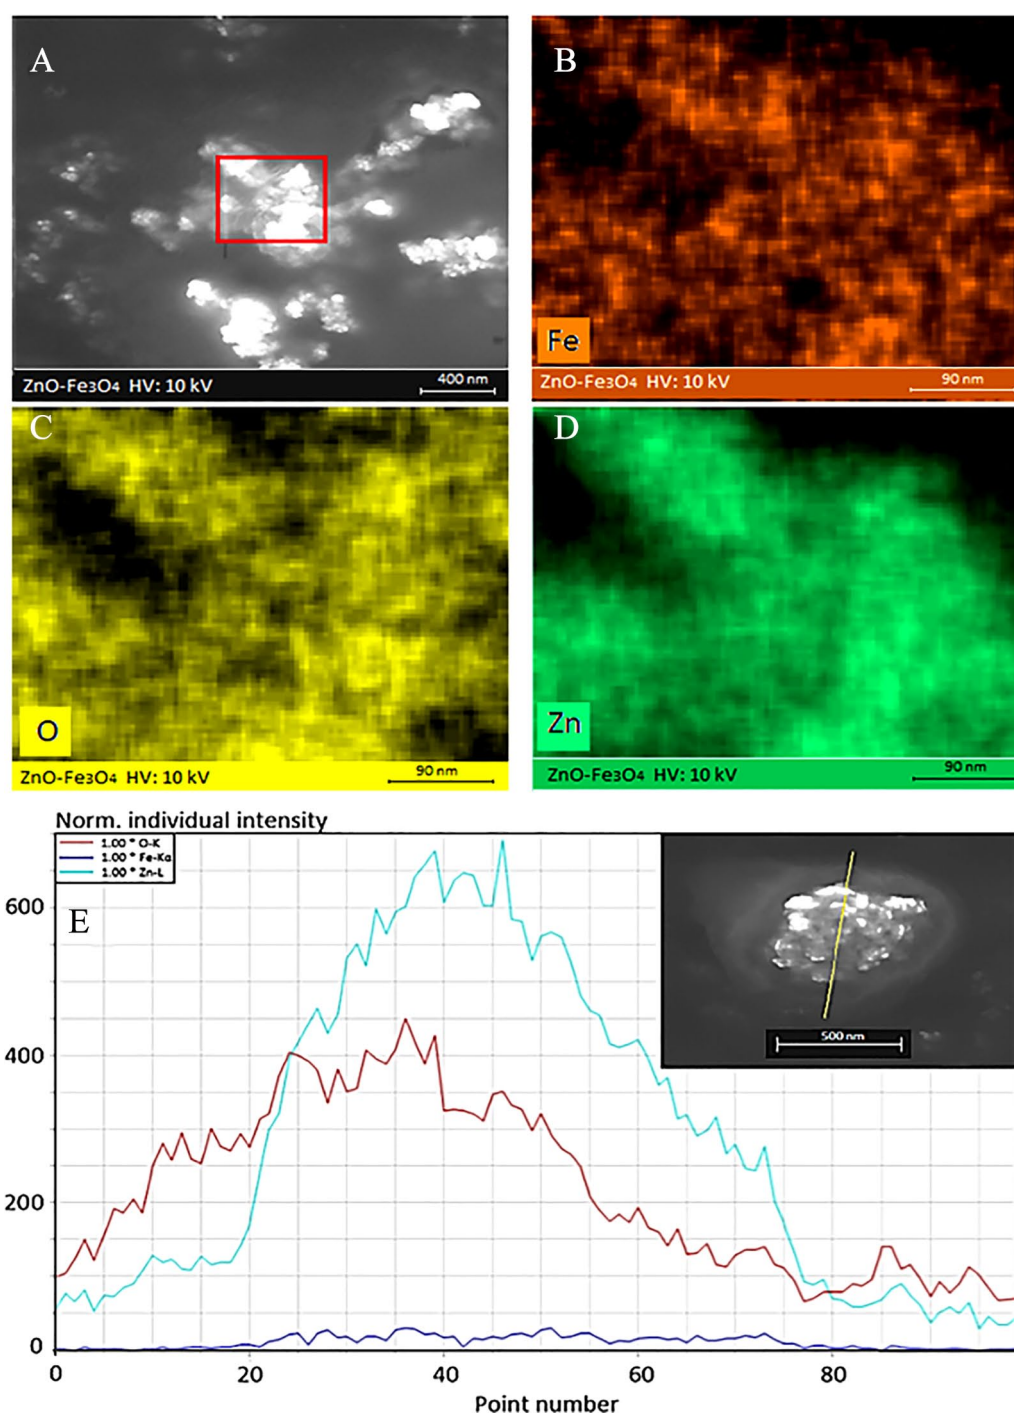 A
ZnO-Fe3O4 HV: 10 kV
400 nm
B
Fe
ZnO-Fe3O4 HV: 10 kV
90 nm
C
O
ZnO-Fe3O4 HV: 10 kV
90 nm
D
Zn
ZnO-Fe3O4 HV: 10 kV
90 nm
Norm. individual intensity
1.00 * O-K
1.00 * Fe-Ka
1.00 * Zn-L
E
500 nm
600
400
200
0
0 20 40 60 80
Point number